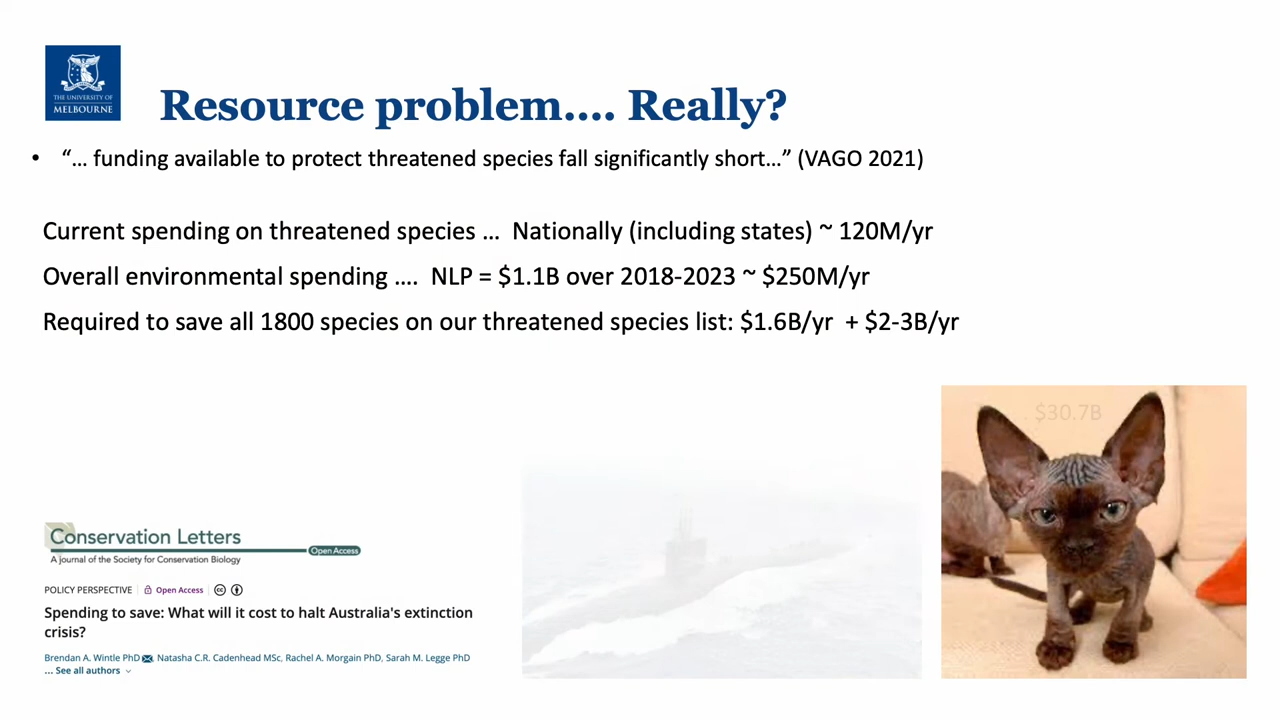 THE UNIVERSITY OF
MELBOURNE
Resource problem.... Really?
• “... funding available to protect threatened species fall significantly short...” (VAGO 2021)
Current spending on threatened species ... Nationally (including states) ~ 120M/yr
Overall environmental spending .... NLP = $1.1B over 2018-2023 ~ $250M/yr
Required to save all 1800 species on our threatened species list: $1.6B/yr + $2-3B/yr
$30.7B
Conservation Letters
Open Access
A journal of the Society for Conservation Biology
POLICY PERSPECTIVE Open Access
Spending to save: What will it cost to halt Australia's extinction
crisis?
Brendan A. Wintle PhD, Natasha C.R. Cadenhead MSc, Rachel A. Morgain PhD, Sarah M. Legge PhD
... See all authors